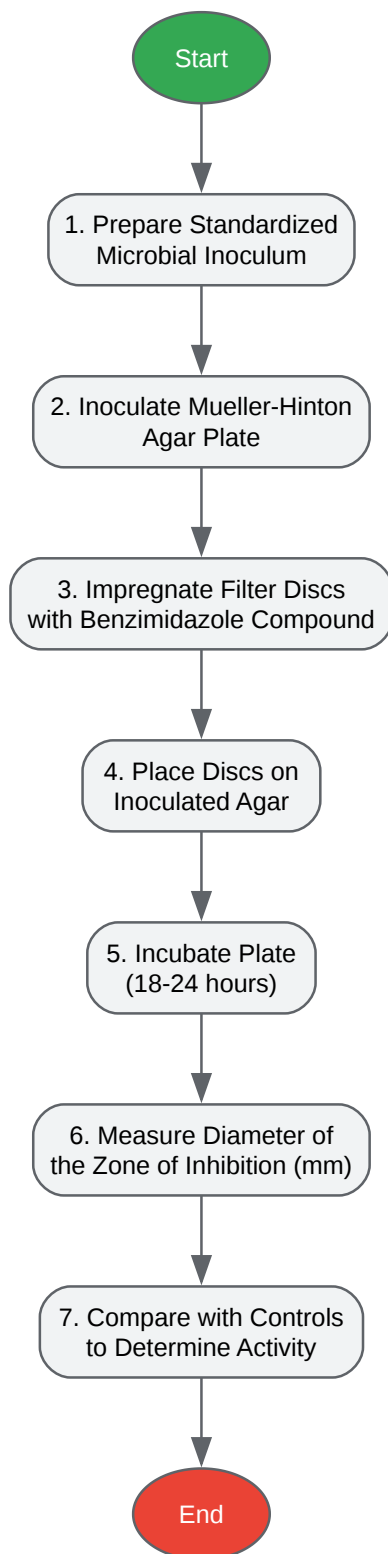 Start
1. Prepare Standardized
Microbial Inoculum
2. Inoculate Mueller-Hinton
Agar Plate
3. Impregnate Filter Discs
with Benzimidazole Compound
4. Place Discs on
Inoculated Agar
5. Incubate Plate
(18-24 hours)
6. Measure Diameter of
the Zone of Inhibition (mm)
7. Compare with Controls
to Determine Activity
End